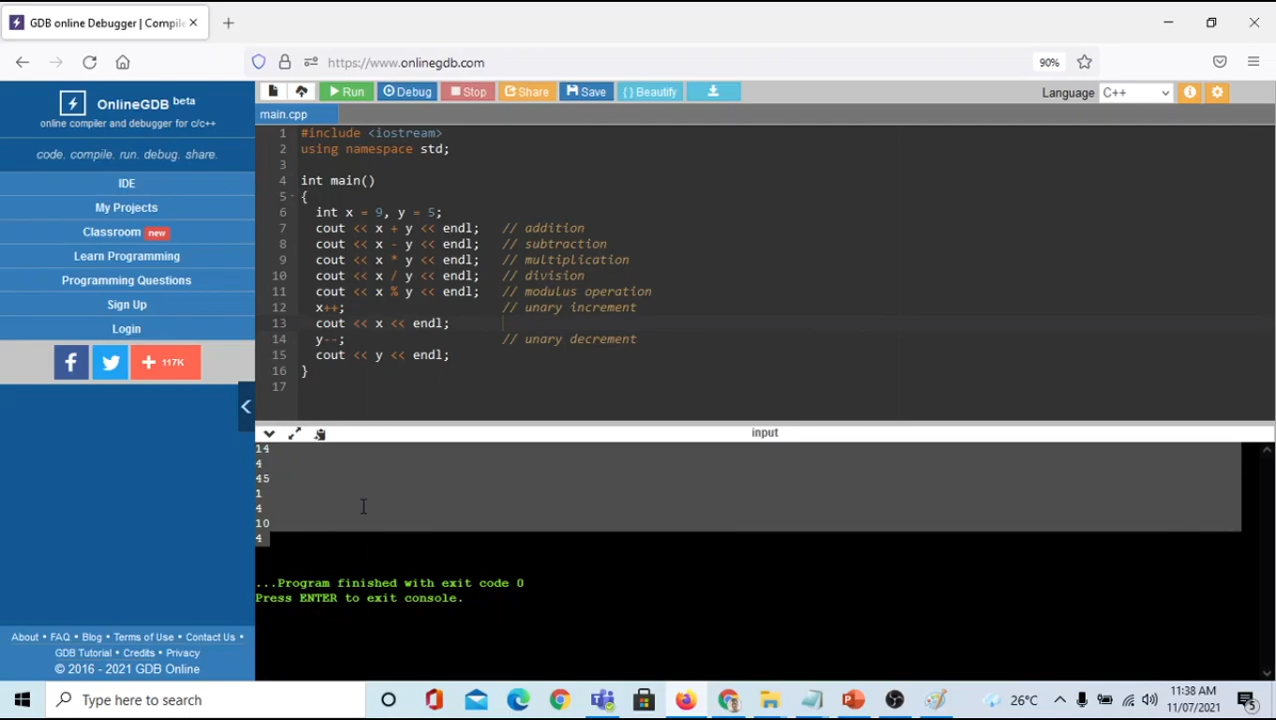 GDB online Debugger | Compile
https://www.onlinegdb.com
90%
OnlineGDB beta
online compiler and debugger for c/c++
code. compile. run. debug. share.
IDE
My Projects
Classroom new
Learn Programming
Programming Questions
Sign Up
Login
117K
About • FAQ • Blog • Terms of Use • Contact Us •
GDB Tutorial • Credits • Privacy
© 2016 - 2021 GDB Online
Run Debug Stop Share Save { } Beautify
Language C++
main.cpp
1 #include <iostream>
2 using namespace std;
3
4 int main()
5 {
6 int x = 9, y = 5;
7 cout << x + y << endl; // addition
8 cout << x - y << endl; // subtraction
9 cout << x * y << endl; // multiplication
10 cout << x / y << endl; // division
11 cout << x % y << endl; // modulus operation
12 x++; // unary increment
13 cout << x << endl;
14 y--; // unary decrement
15 cout << y << endl;
16 }
17
input
14
4
45
1
4
10
4
...Program finished with exit code 0
Press ENTER to exit console.
Type here to search
26°C
11:38 AM
11/07/2021
5